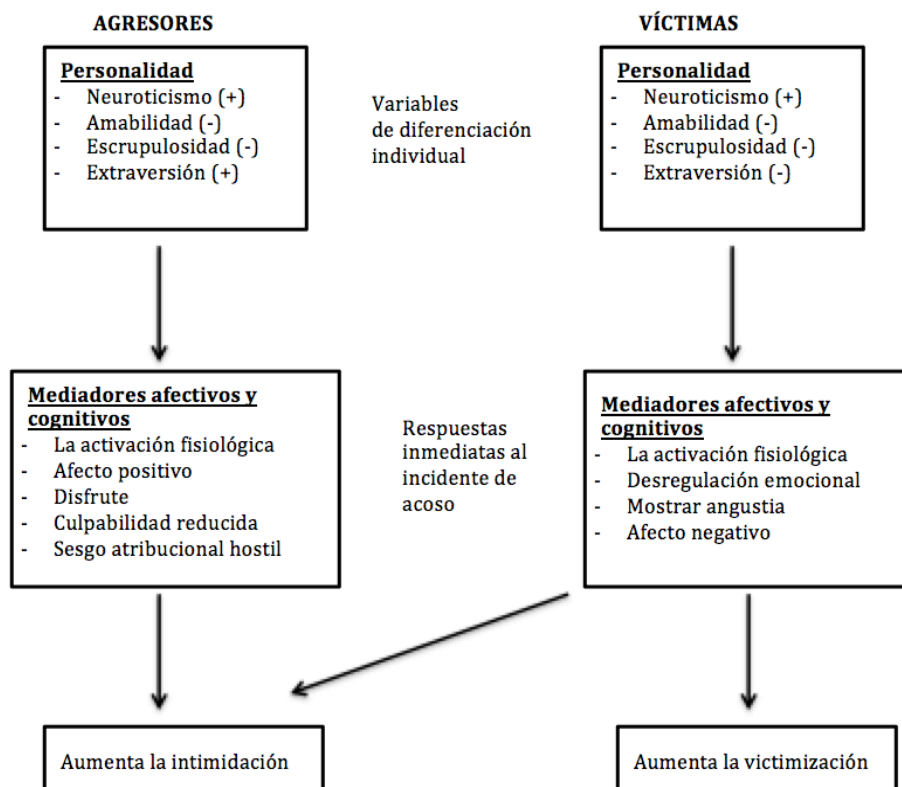 AGRESORES
Personalidad
- Neuroticismo (+)
- Amabilidad (-)
- Escrupulosidad (-)
- Extraversión (+)
Variables
de diferenciación
individual
VÍCTIMAS
Personalidad
- Neuroticismo (+)
- Amabilidad (-)
- Escrupulosidad (-)
- Extraversión (-)
Mediadores afectivos y
cognitivos
- La activación fisiológica
- Afecto positivo
- Disfrute
- Culpabilidad reducida
- Sesgo atribucional hostil
Respuestas
inmediatas al
incidente de
acoso
Mediadores afectivos y
cognitivos
- La activación fisiológica
- Desregulación emocional
- Mostrar angustia
- Afecto negativo
Aumenta la intimidación
Aumenta la victimización